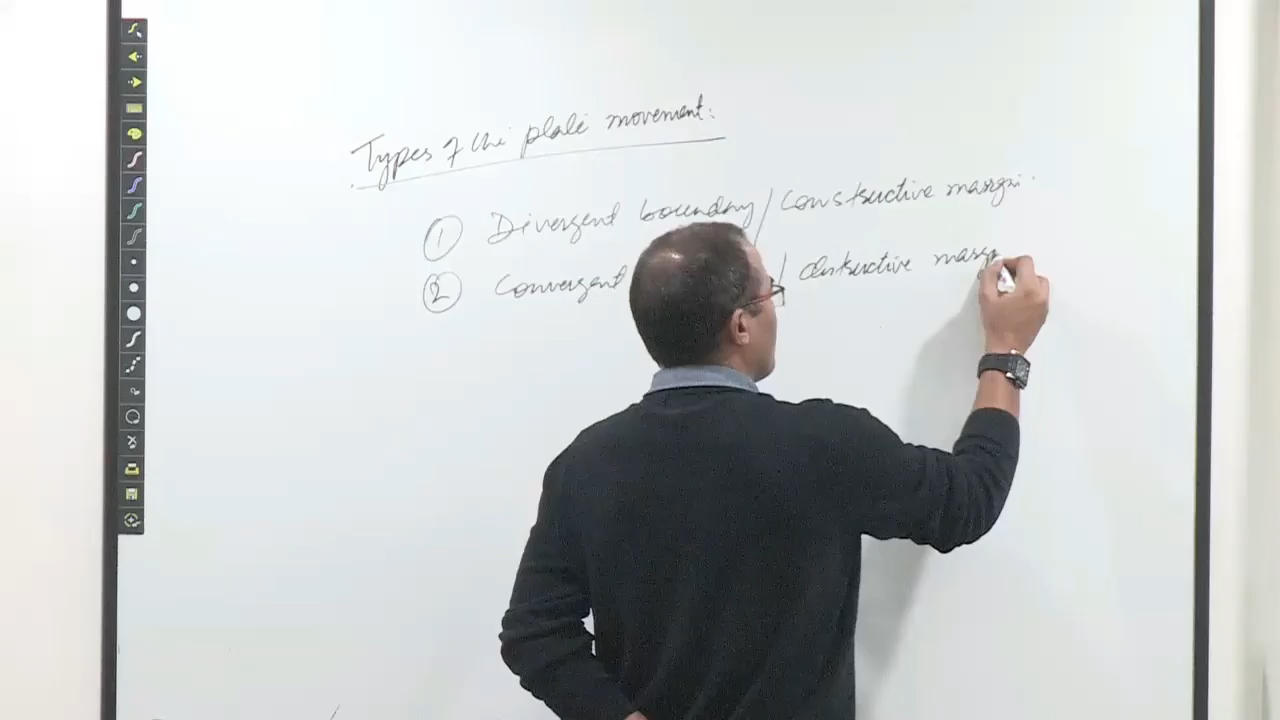 Types of the plate movement:
① Divergent boundary / Constructive margin.
② Convergent / destructive marg